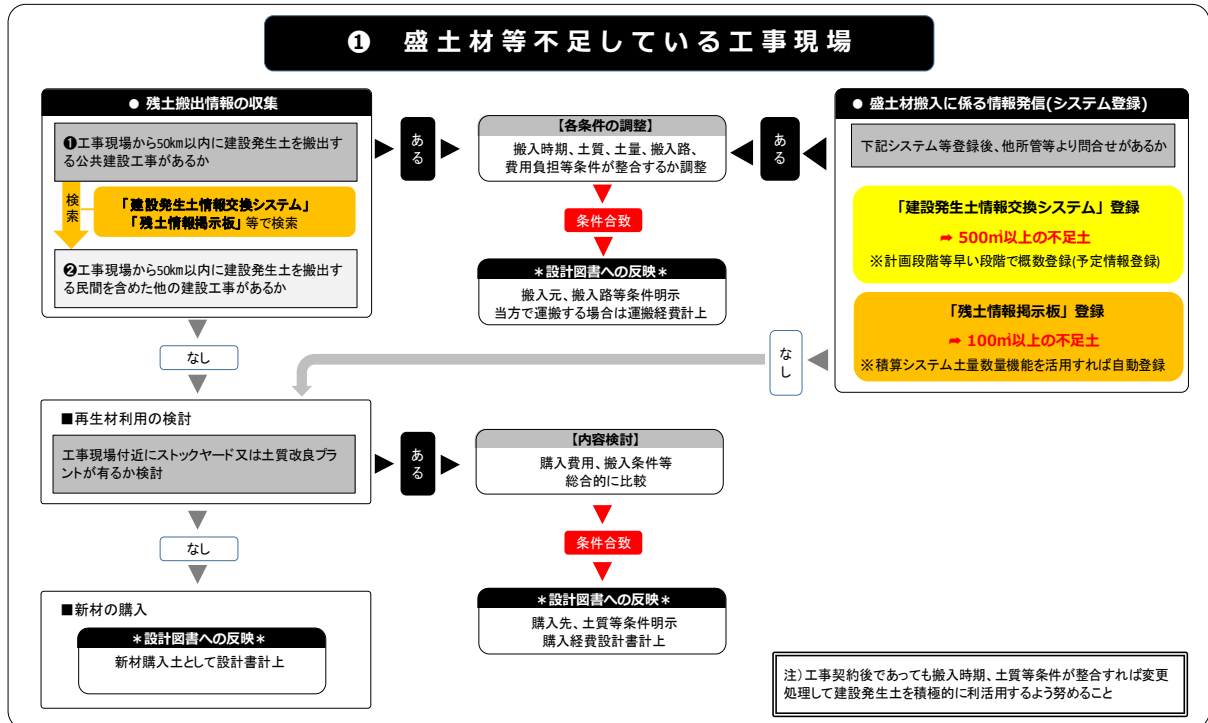 ❶ 盛土材等不足している工事現場
● 残土搬出情報の収集
❶工事現場から50km以内に建設発生土を搬出す
る公共建設工事があるか
検索
「建設発生土情報交換システム」
「残土情報掲示板」等で検索
❷工事現場から50km以内に建設発生土を搬出す
る民間を含めた他の建設工事があるか
ある
【各条件の調整】
搬入時期、土質、土量、搬入路、
費用負担等条件が整合するか調整
条件合致
＊設計図書への反映＊
搬入元、搬入路等条件明示
当方で運搬する場合は運搬経費計上
ある
● 盛土材搬入に係る情報発信(システム登録)
下記システム等登録後、他所管等より問合せがあるか
「建設発生土情報交換システム」登録
➡ 500㎥以上の不足土
※計画段階等早い段階で概数登録(予定情報登録)
「残土情報掲示板」登録
➡ 100㎥以上の不足土
※積算システム土量数量機能を活用すれば自動登録
なし
なし
■再生材利用の検討
工事現場付近にストックヤード又は土質改良プラ
ントが有るか検討
ある
【内容検討】
購入費用、搬入条件等
総合的に比較
条件合致
＊設計図書への反映＊
購入先、土質等条件明示
購入経費設計書計上
なし
■新材の購入
＊設計図書への反映＊
新材購入土として設計書計上
注）工事契約後であっても搬入時期、土質等条件が整合すれば変更
処理して建設発生土を積極的に利活用するよう努めること